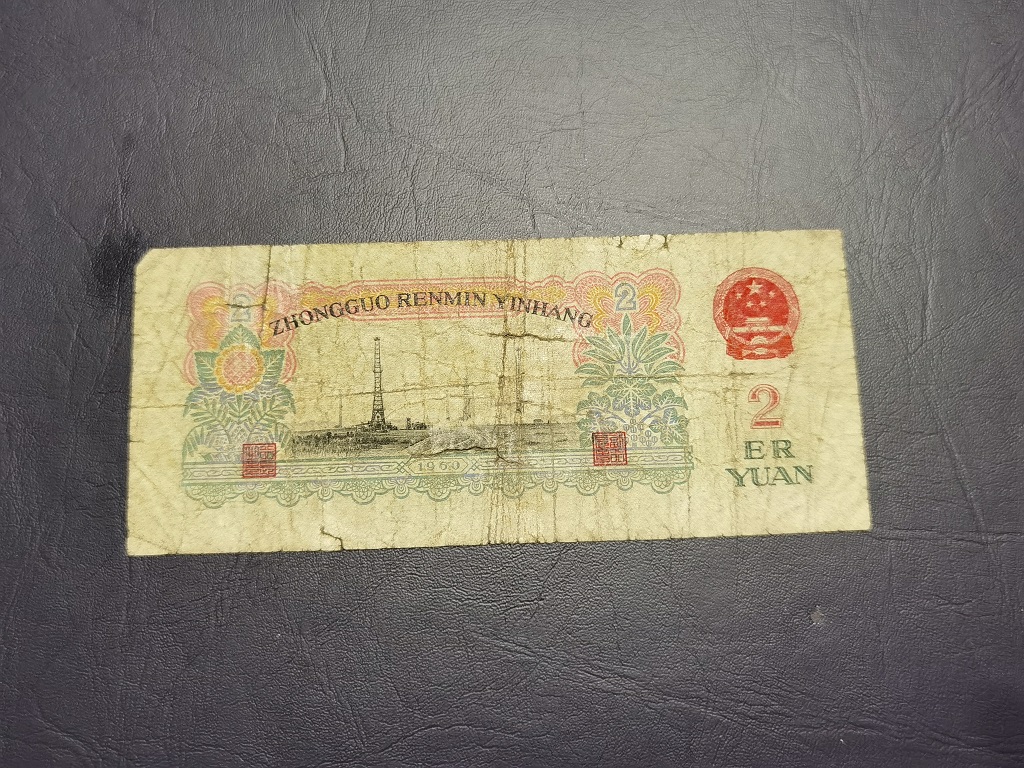 2
2
ZHONGGUO RENMIN YINHANG
1960
2
ER
YUAN